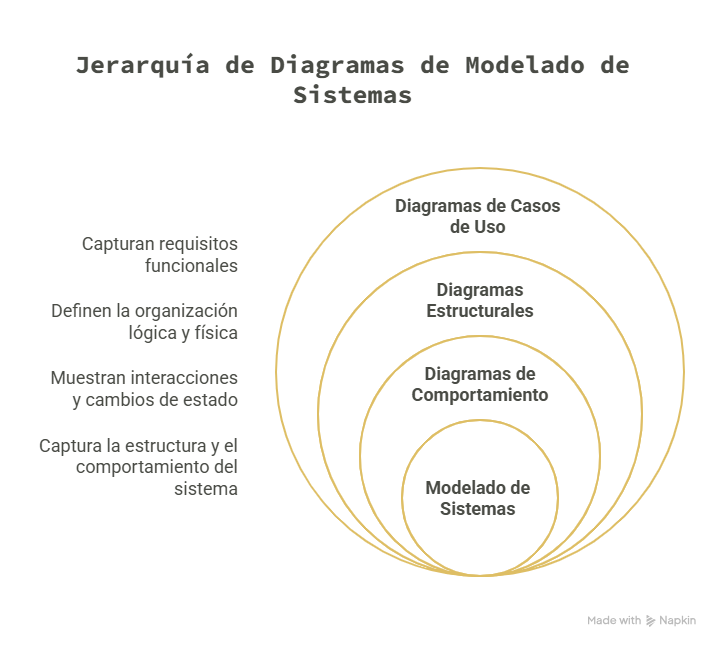 Jerarquía de Diagramas de Modelado de
Sistemas
Capturan requisitos
funcionales
Definen la organización
lógica y física
Muestran interacciones
y cambios de estado
Captura la estructura y el
comportamiento del
sistema
Diagramas de Casos
de Uso
Diagramas
Estructurales
Diagramas de
Comportamiento
Modelado de
Sistemas
Made with Napkin